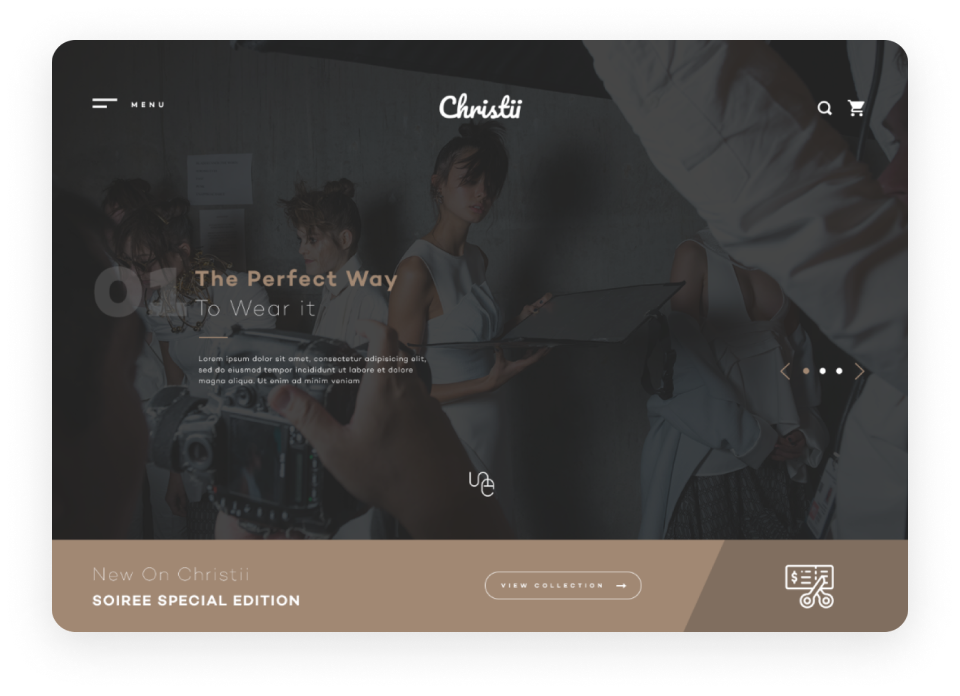 MENU
Christii
01
The Perfect Way
To Wear it
Lorem ipsum dolor sit amet, consectetur adipisicing elit,
sed do eiusmod tempor incididunt ut labore et dolore
magna aliqua. Ut enim ad minim veniam
New On Christii
SOIREE SPECIAL EDITION
VIEW COLLECTION →
$